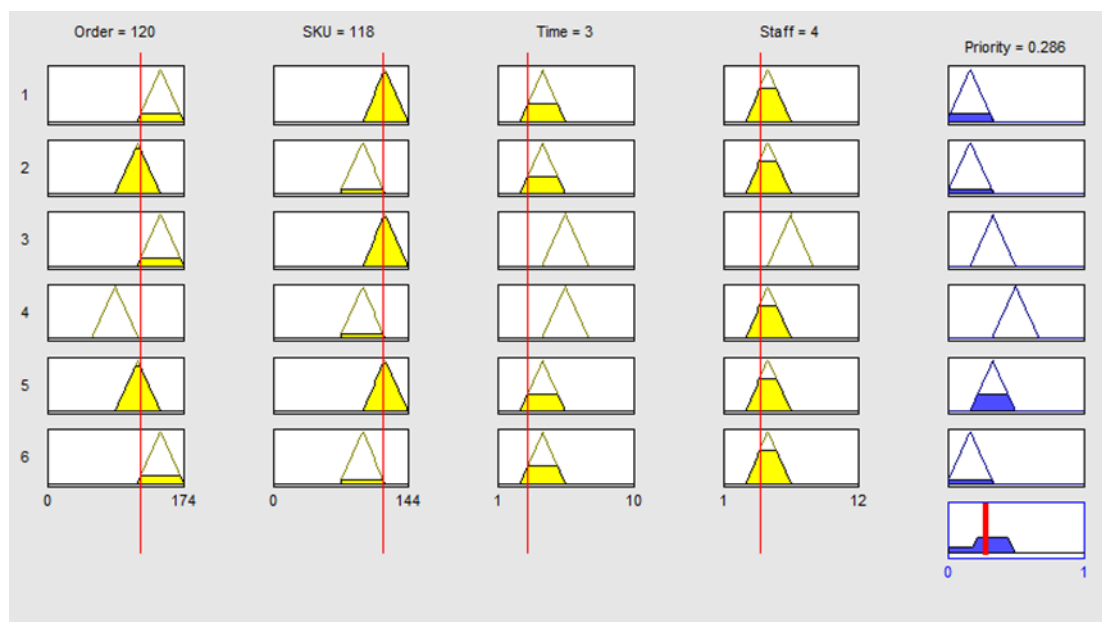 Order = 120 SKU = 118 Time = 3 Staff = 4
Priority = 0.286
1
2
3
4
5
6
0 174 0 144 1 10 1 12
0 1